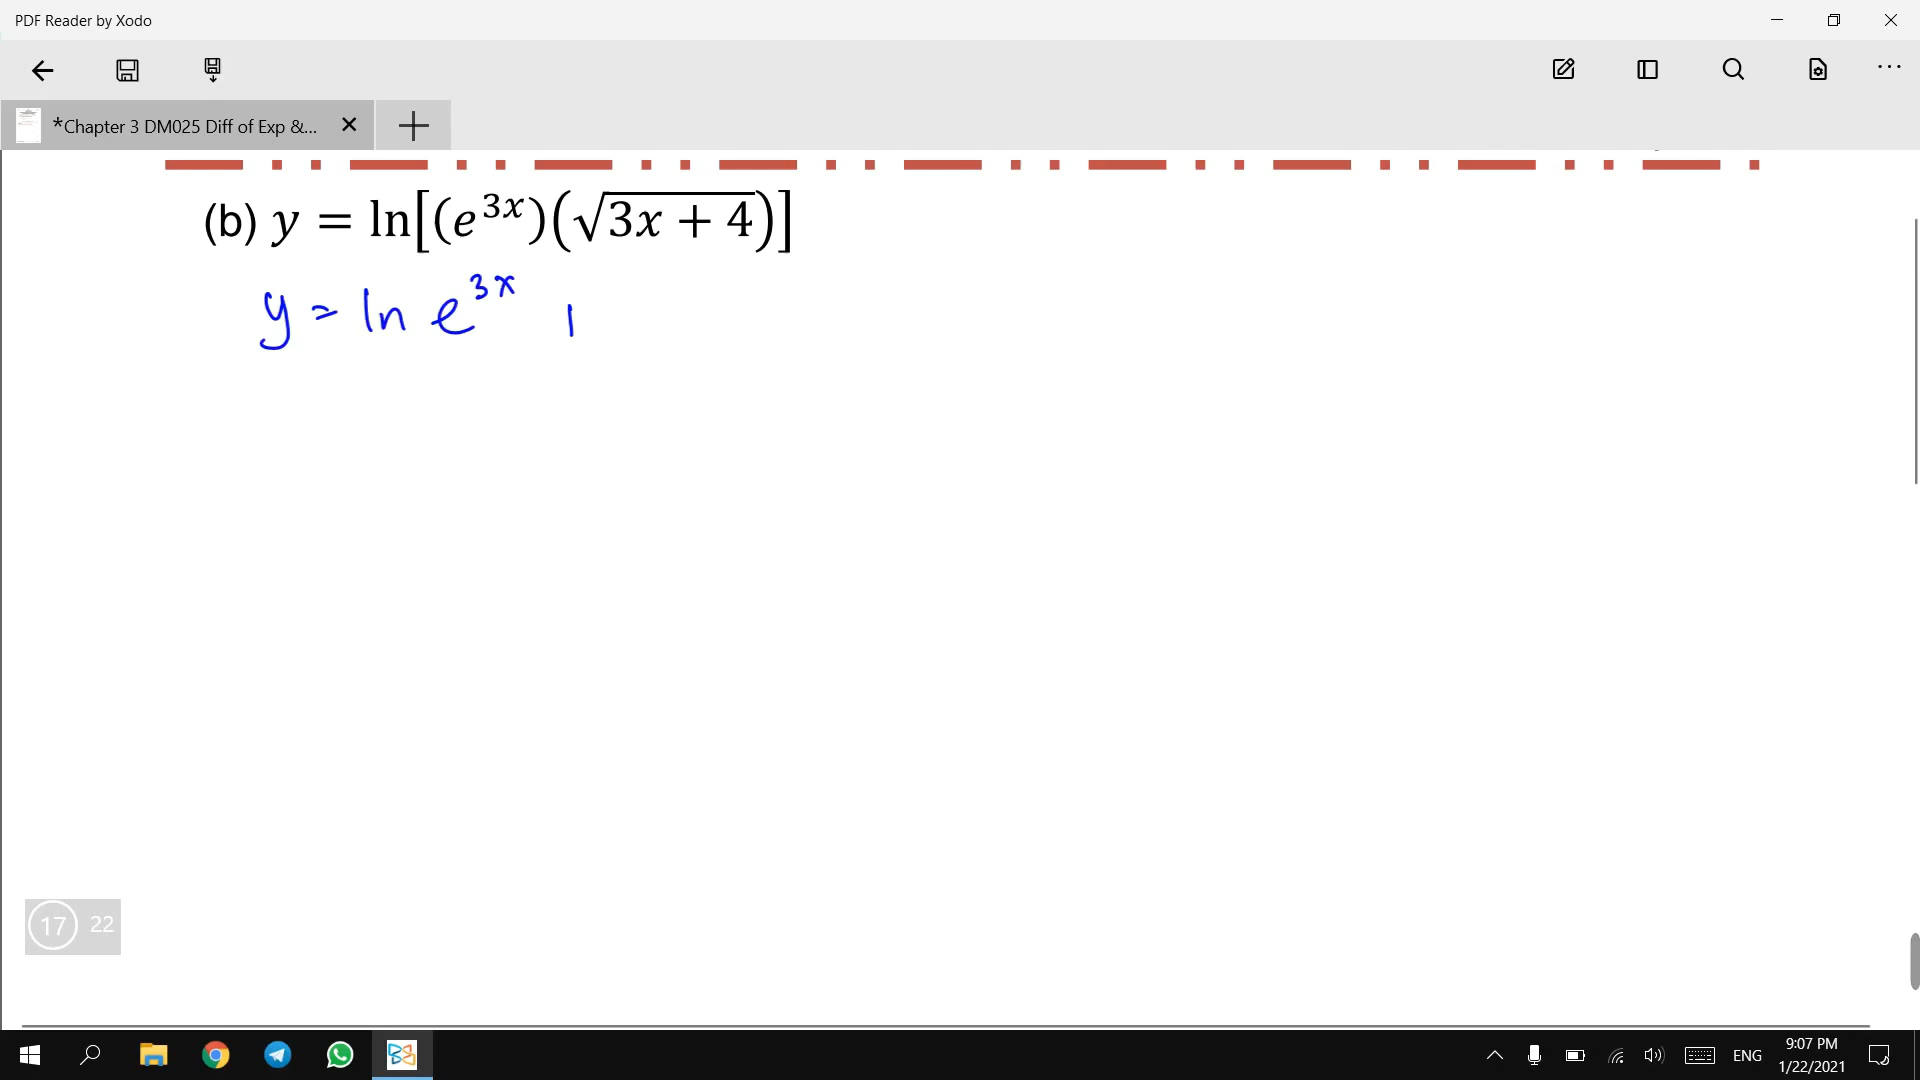 PDF Reader by Xodo
*Chapter 3 DM025 Diff of Exp &...
(b) y = ln[(e^{3x})(√(3x + 4))]
y = ln e^{3x}
17 22
ENG
9:07 PM
1/22/2021